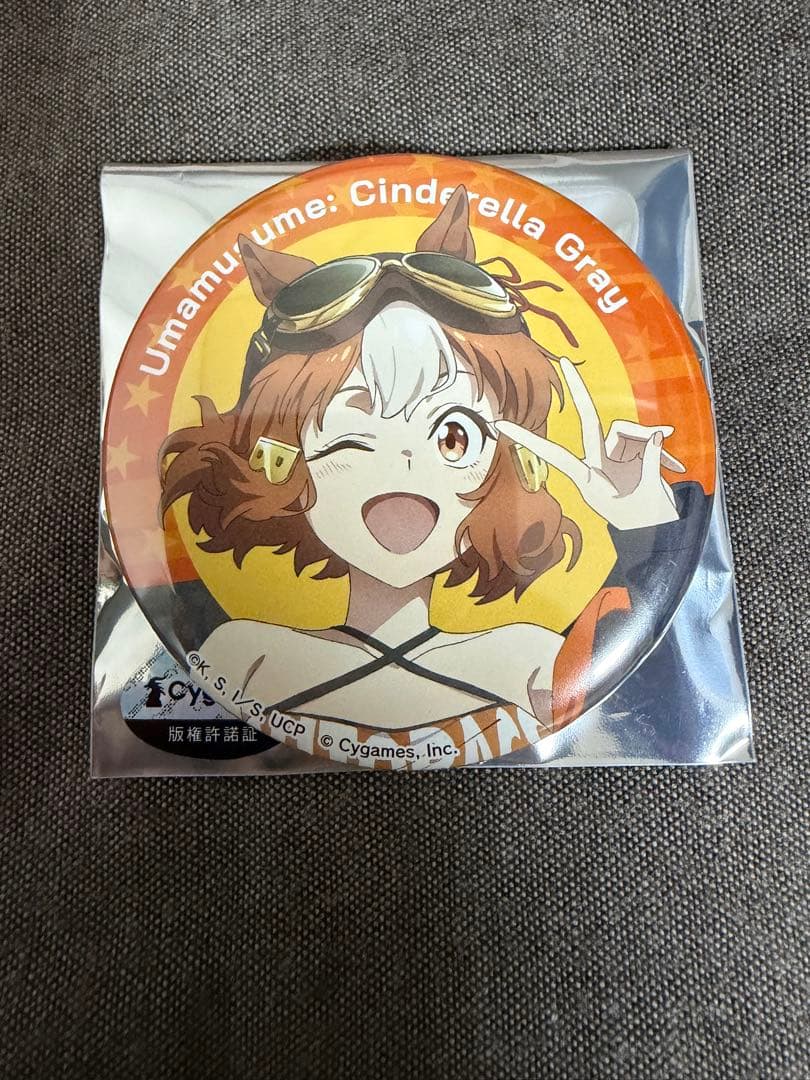 Umamusume: Cinderella Gray
©K, S, I／S, UCP © Cygames, Inc.
版権許諾証